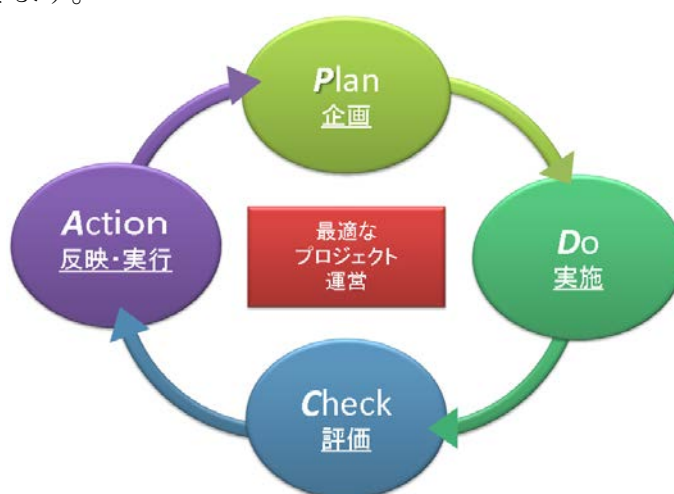 Plan
企画
Do
実施
Check
評価
Action
反映・実行
最適な
プロジェクト
運営